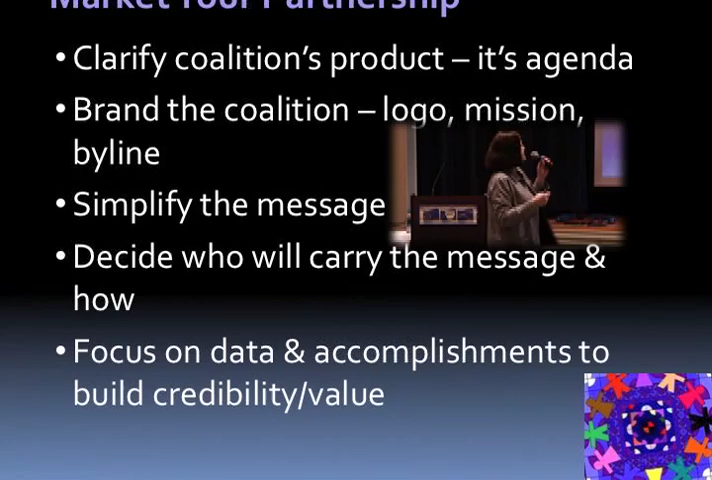 Market Your Partnership
• Clarify coalition's product – it's agenda
• Brand the coalition – logo, mission,
byline
• Simplify the message
• Decide who will carry the message &
how
• Focus on data & accomplishments to
build credibility/value